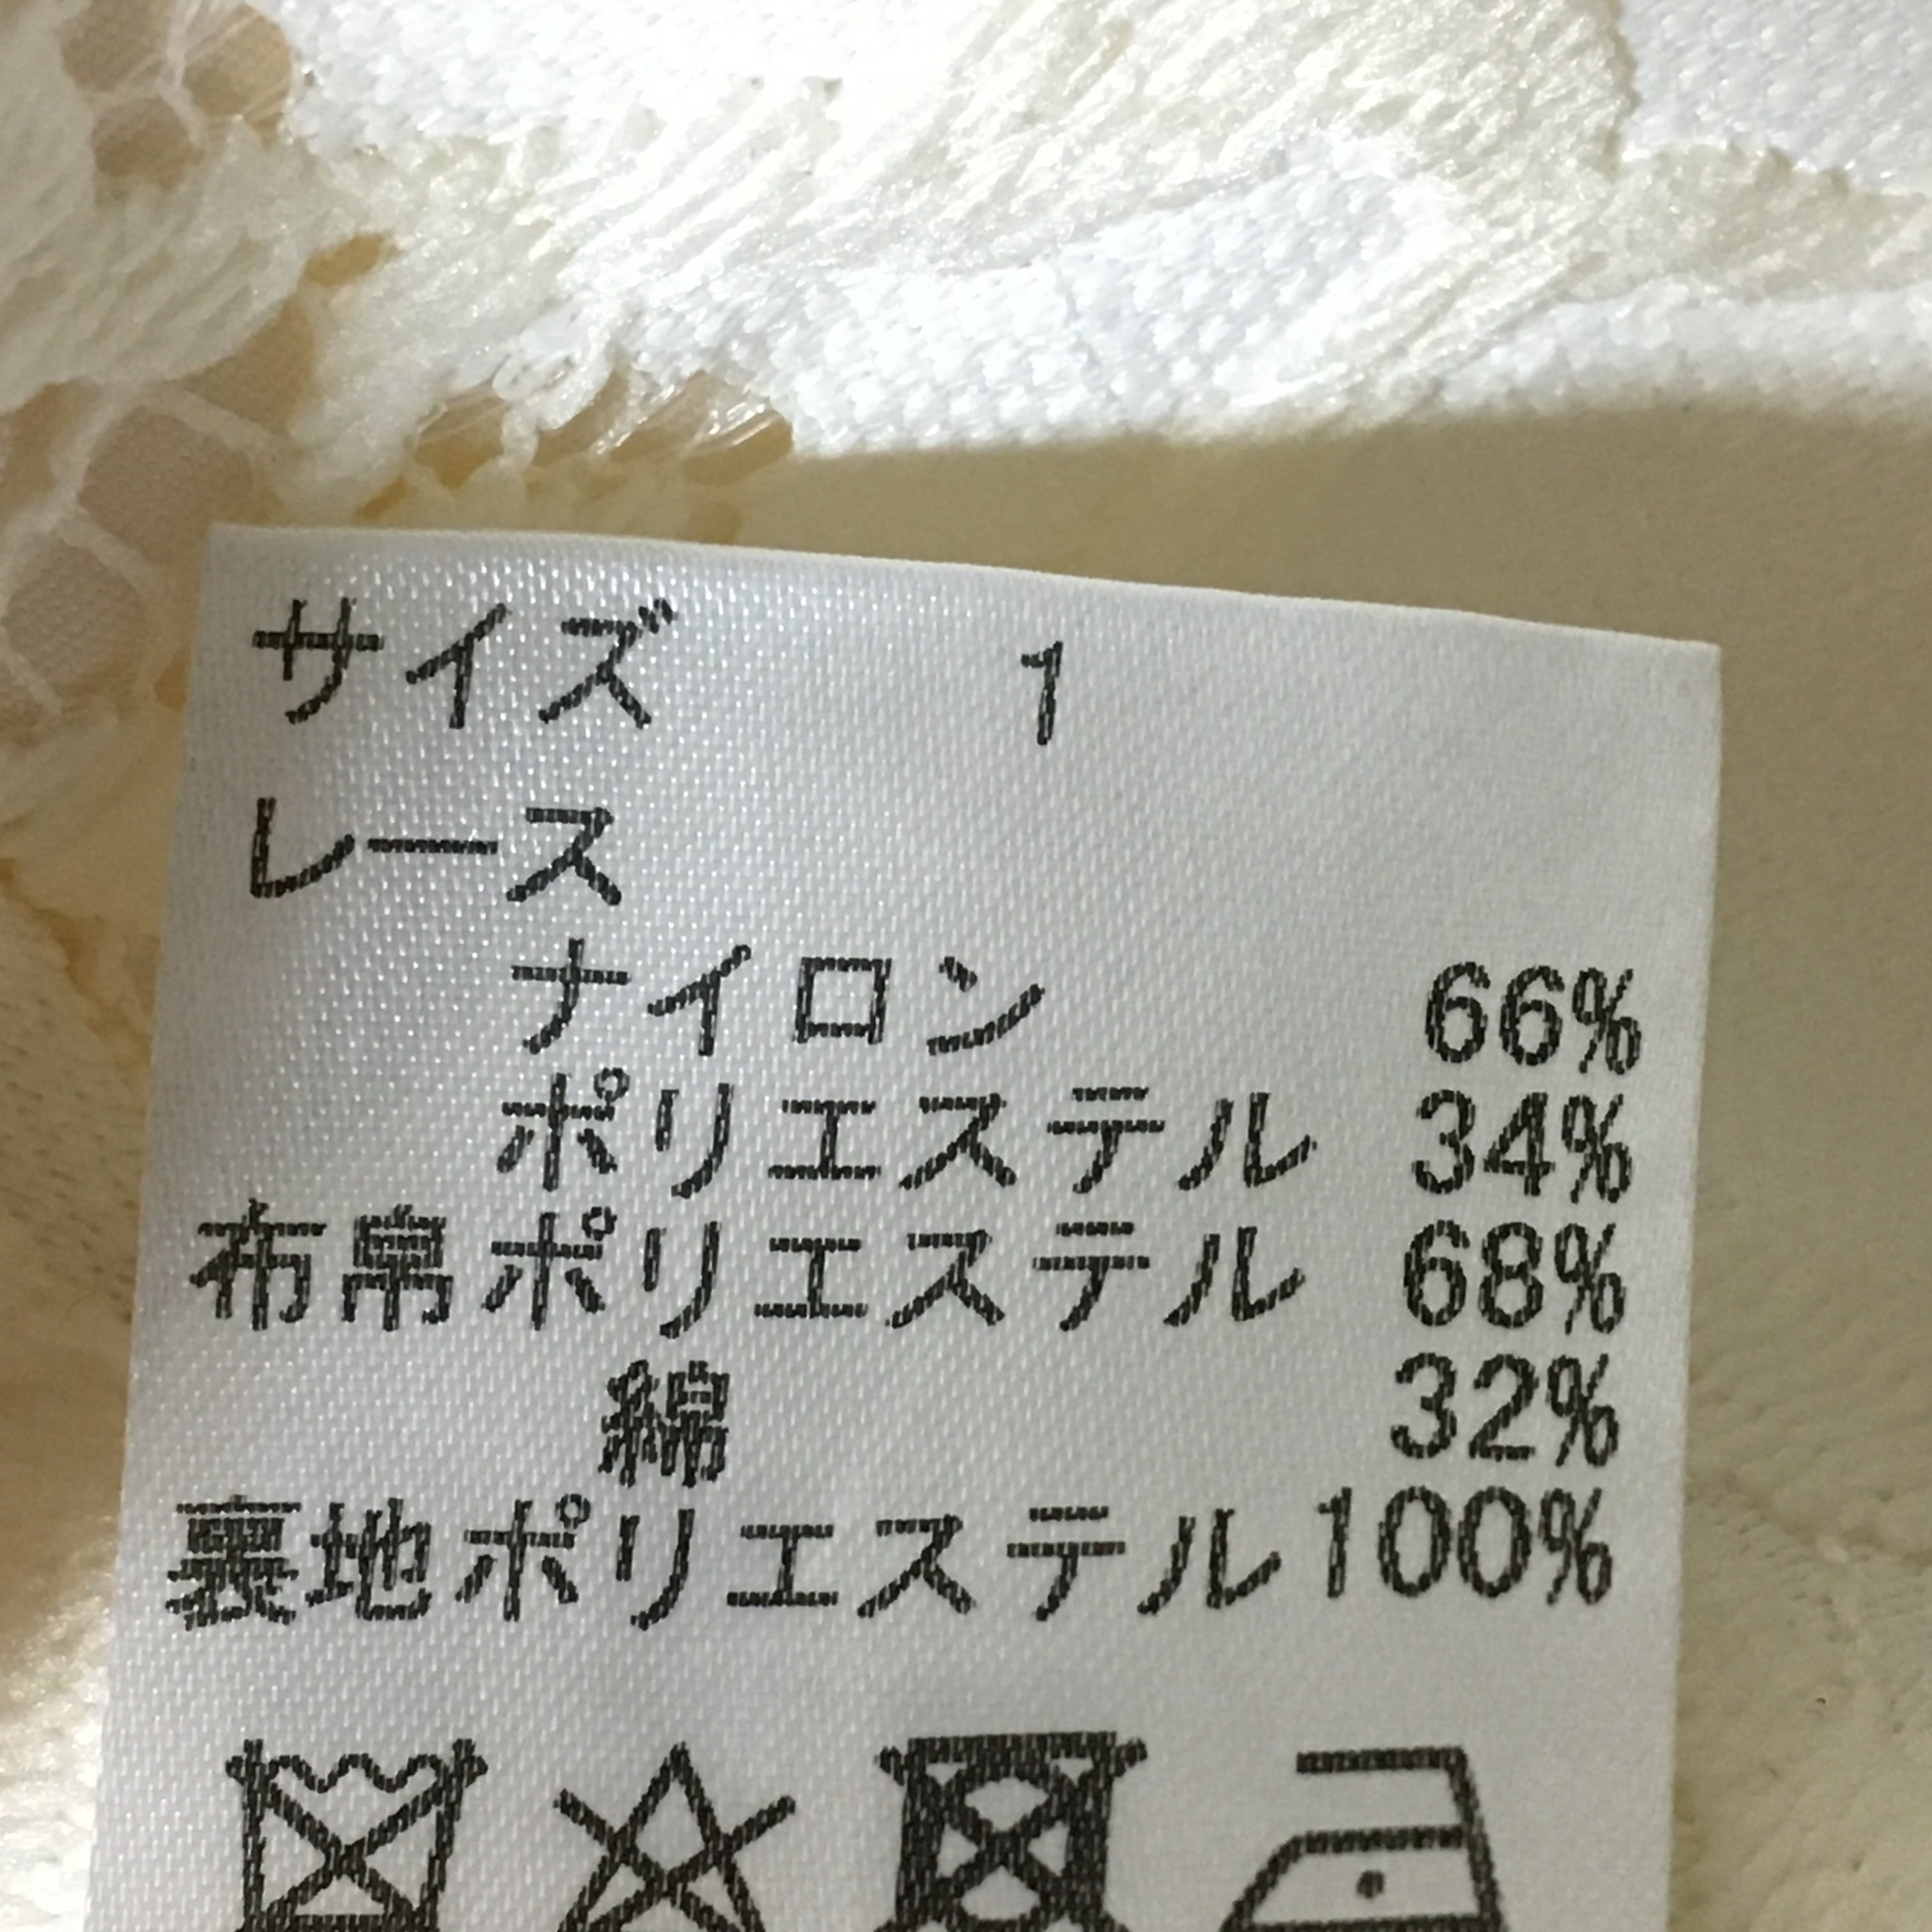 サイズ 1
レース
ナイロン 66%
ポリエステル 34%
布帛ポリエステル 68%
綿 32%
裏地ポリエステル100%